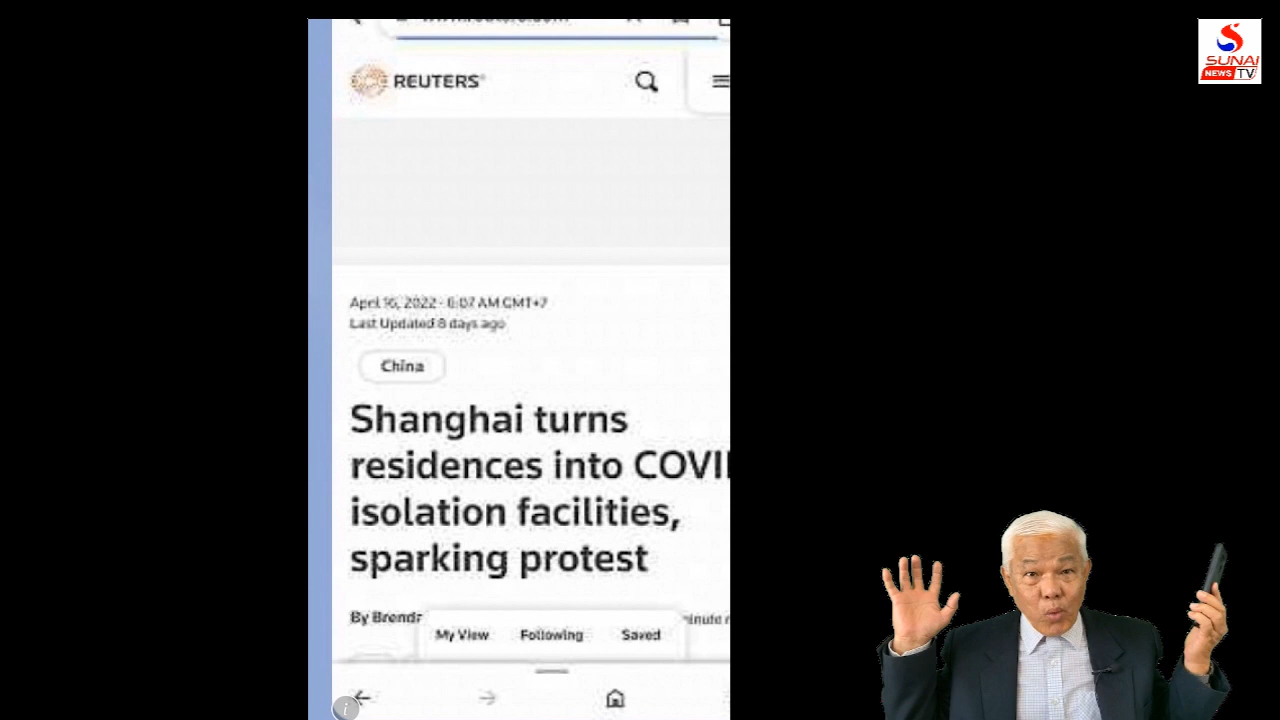 REUTERS
SUNAI
NEWS TV
April 16, 2022 · 6:07 AM GMT+7
Last Updated 8 days ago
China
Shanghai turns
residences into COVI
isolation facilities,
sparking protest
By
My View Following Saved